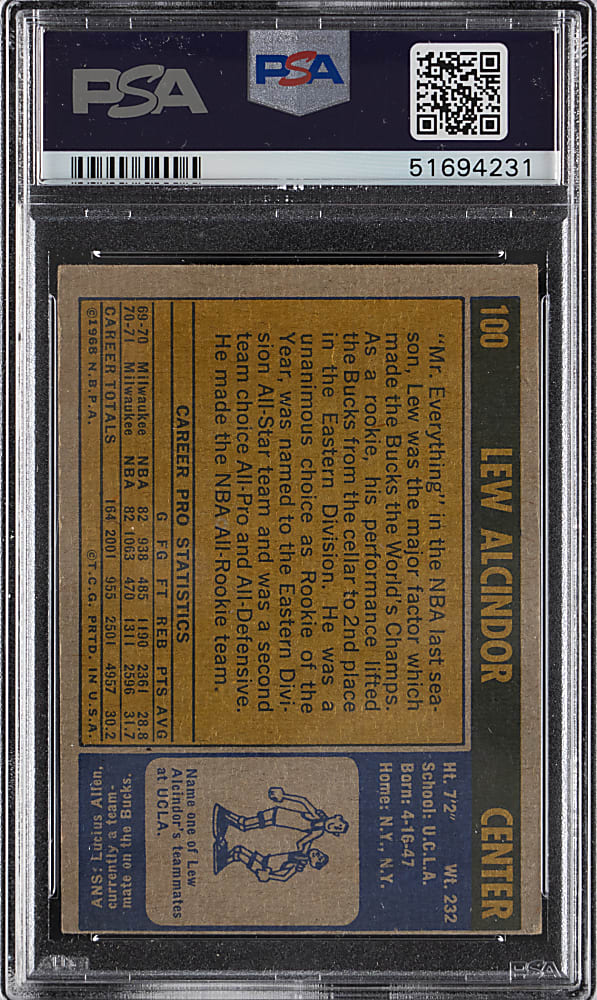 PSA
PSA
51694231
100 LEW ALCINDOR CENTER
"Mr. Everything" in the NBA last sea-
son, Lew was the major factor which
made the Bucks the World's Champs.
As a rookie, his performance lifted
the Bucks from the cellar to 2nd place
in the Eastern Division. He was a
unanimous choice as Rookie of the
Year, was named to the Eastern Divi-
sion All-Star team and was a second
team choice All-Pro and All-Defensive.
He made the NBA All-Rookie team.
CAREER PRO STATISTICS
G FG FT REB PTS AVG
69-70 Milwaukee NBA 82 938 485 1190 2361 28.8
70-71 Milwaukee NBA 82 1063 470 1311 2596 31.7
CAREER TOTALS 164 2001 955 2501 4957 30.2
©1968 N.B.P.A. ©T.C.G. PRTD. IN U.S.A.
Ht. 7'2" Wt. 232
School: U.C.L.A.
Born: 4-16-47
Home: N.Y., N.Y.
Name one of Lew
Alcindor's teammates
at UCLA.
ANS: Lucius Allen,
currently a team-
mate on the Bucks.
PSA